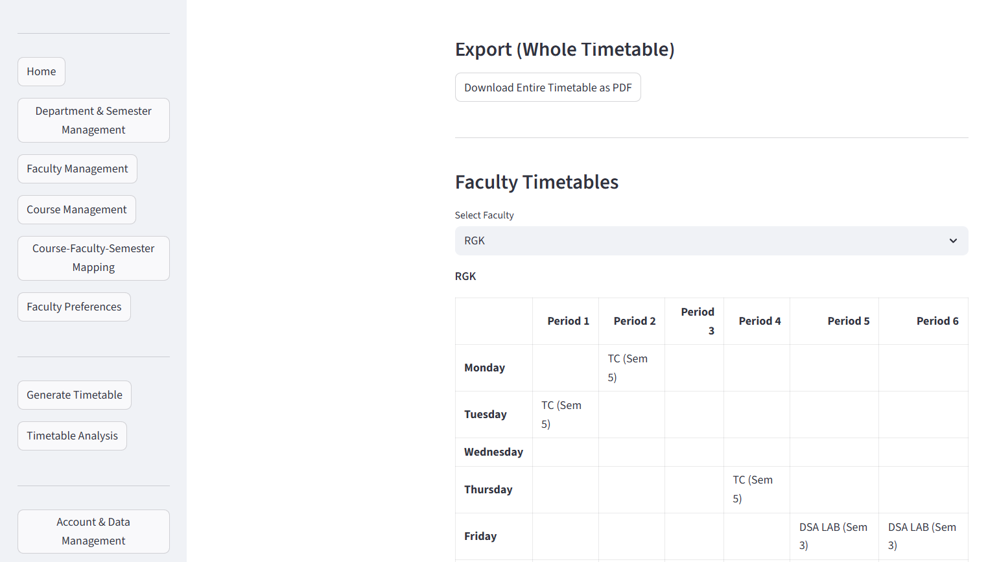 Home
Department & Semester
Management
Faculty Management
Course Management
Course-Faculty-Semester
Mapping
Faculty Preferences
Generate Timetable
Timetable Analysis
Account & Data
Management
Export (Whole Timetable)
Download Entire Timetable as PDF
Faculty Timetables
Select Faculty
RGK
RGK
Period 1 Period 2 Period 3 Period 4 Period 5 Period 6
Monday TC (Sem 5)
Tuesday TC (Sem 5)
Wednesday
Thursday TC (Sem 5)
Friday DSA LAB (Sem 3) DSA LAB (Sem 3)